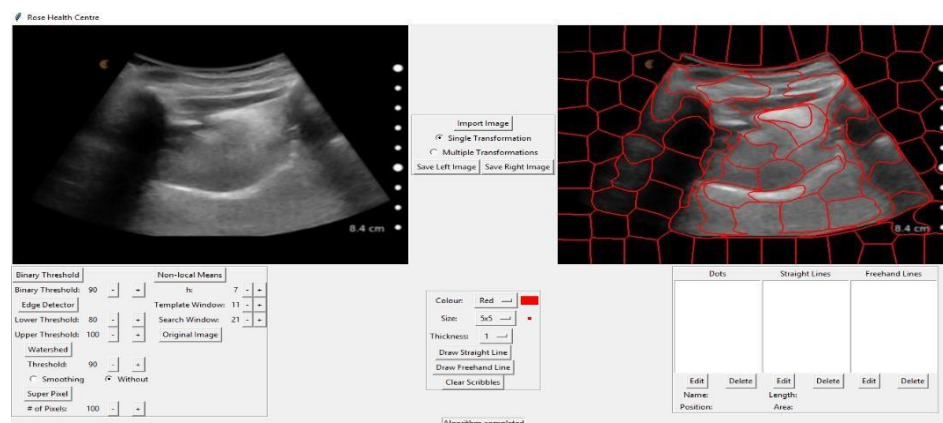 Rose Health Centre
8.4 cm
Import Image
Single Transformation
Multiple Transformations
Save Left Image Save Right Image
8.4 cm
Binary Threshold Non-local Means
Binary Threshold: 90 - + h: 7 - +
Edge Detector Template Window: 11 - +
Lower Threshold: 80 - + Search Window: 21 - +
Upper Threshold: 100 - + Original Image
Watershed
Threshold: 90 - +
Smoothing Without
Super Pixel
# of Pixels: 100 - +
Colour: Red
Size: 5x5
Thickness: 1
Draw Straight Line
Draw Freehand Line
Clear Scribbles
Algorithm completed
Dots Straight Lines Freehand Lines
Edit Delete Edit Delete Edit Delete
Name: Length:
Position: Area: